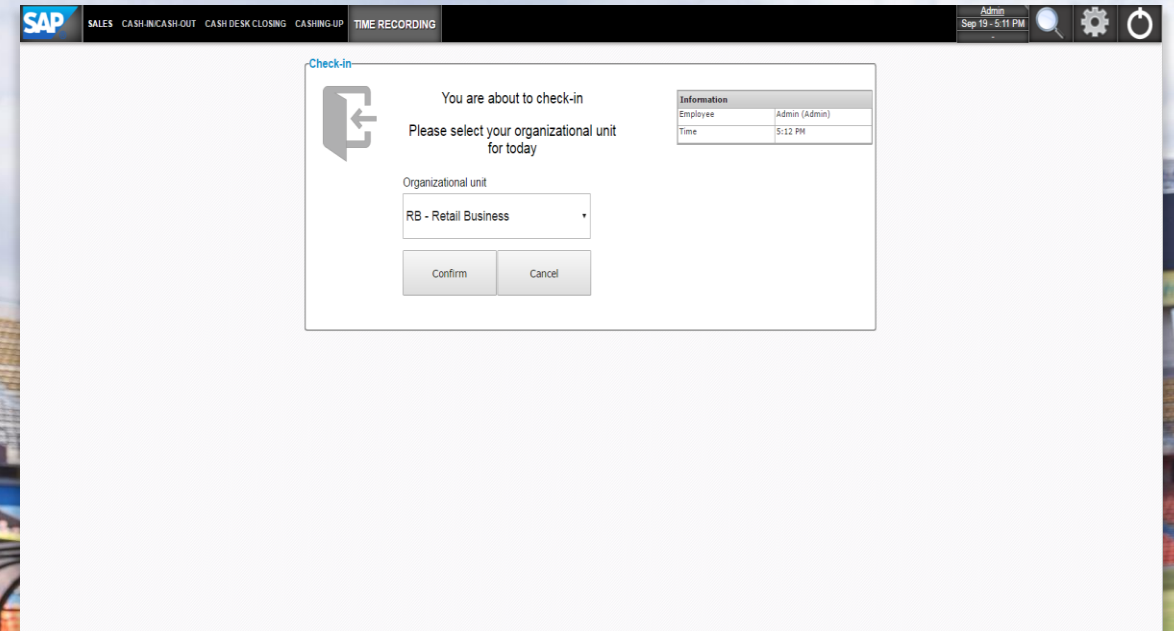 SAP SALES CASH-IN/CASH-OUT CASH DESK CLOSING CASHING-UP TIME RECORDING
Admin
Sep 19 - 5:11 PM
-
Check-in
You are about to check-in
Please select your organizational unit
for today
Information
Employee Admin (Admin)
Time 5:12 PM
Organizational unit
RB - Retail Business
Confirm Cancel